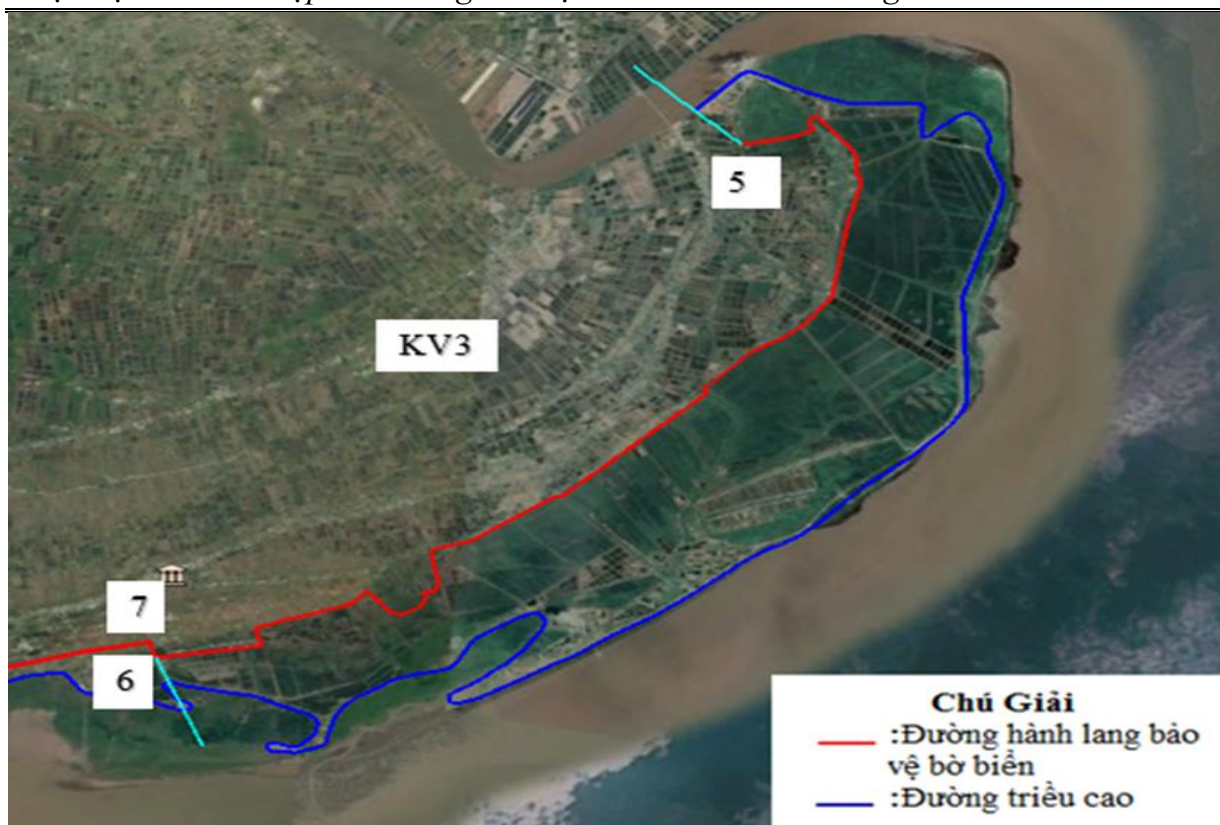 5
KV3
7
6
Chú Giải
:Đường hành lang bảo
vệ bờ biển
:Đường triều cao